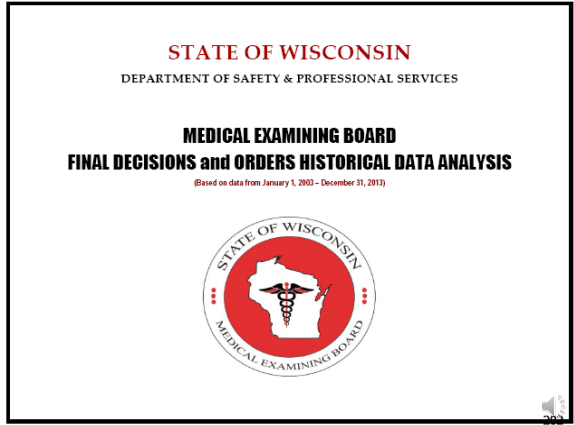 STATE OF WISCONSIN
DEPARTMENT OF SAFETY & PROFESSIONAL SERVICES
MEDICAL EXAMINING BOARD
FINAL DECISIONS and ORDERS HISTORICAL DATA ANALYSIS
(Based on data from January 1, 2003 – December 31, 2013)
STATE OF WISCONSIN
MEDICAL EXAMINING BOARD